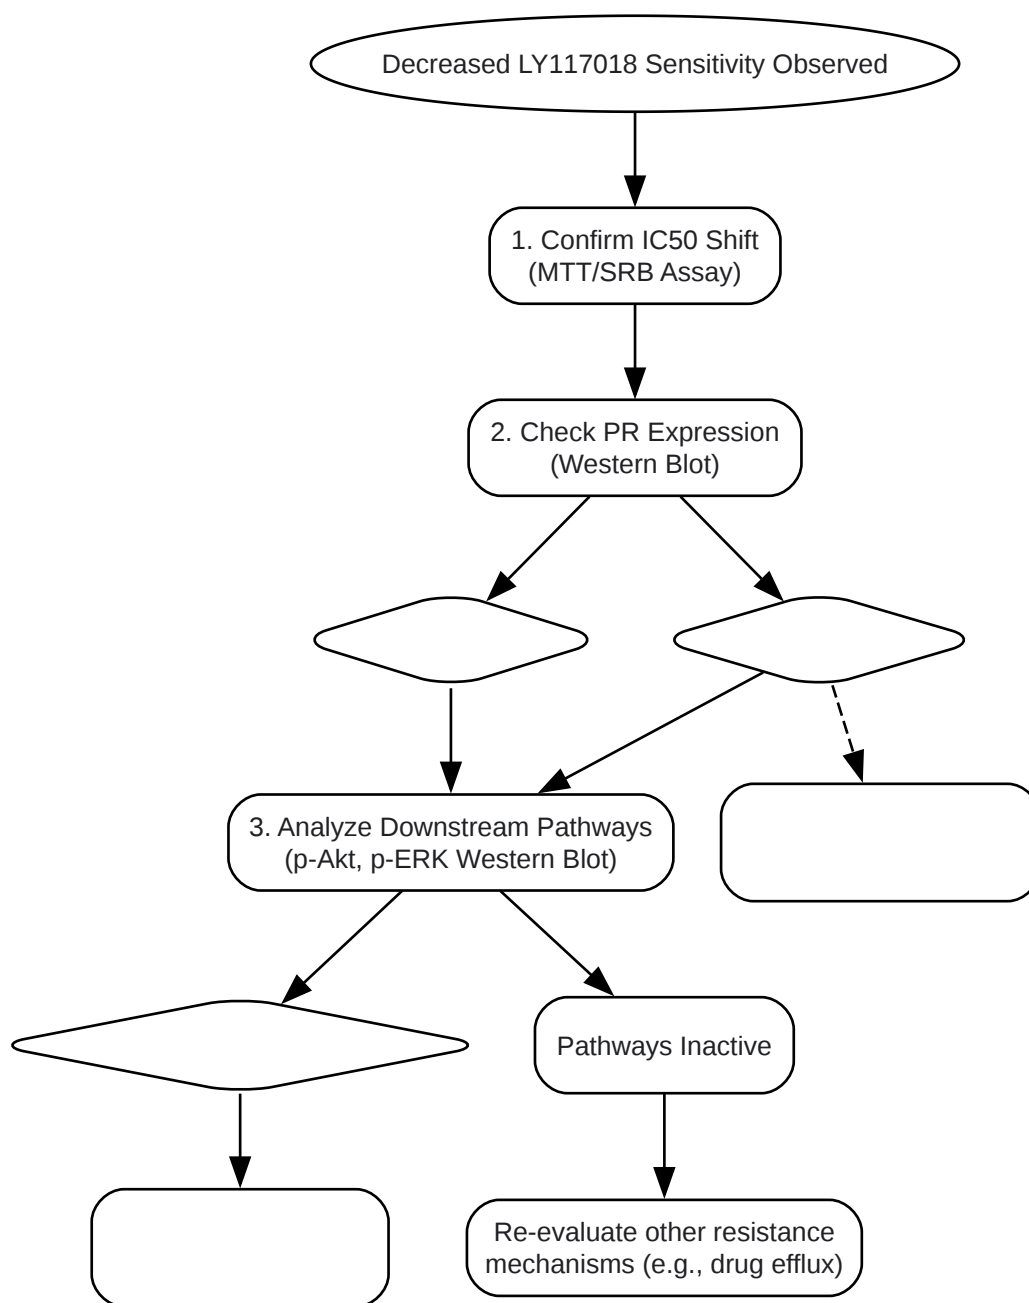 Decreased LY117018 Sensitivity Observed
1. Confirm IC50 Shift
(MTT/SRB Assay)
2. Check PR Expression
(Western Blot)
3. Analyze Downstream Pathways
(p-Akt, p-ERK Western Blot)
Pathways Inactive
Re-evaluate other resistance
mechanisms (e.g., drug efflux)